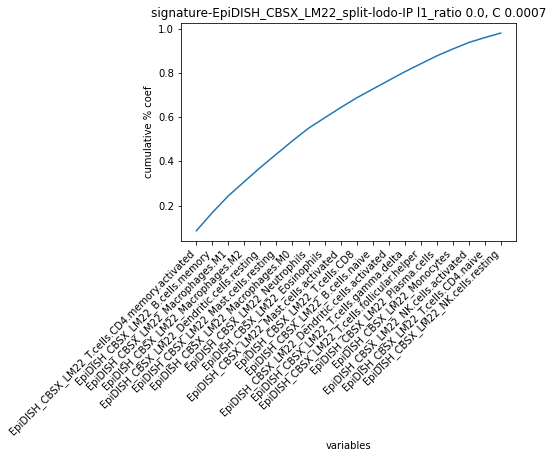 signature-EpiDISH_CBSX_LM22_split-lodo-IP l1_ratio 0.0, C 0.0007
cumulative % coef
1.0
0.8
0.6
0.4
0.2
EpiDISH_CBSX_LM22_T.cells.CD4.memory.activated
EpiDISH_CBSX_LM22_B.cells.memory
EpiDISH_CBSX_LM22_Macrophages.M1
EpiDISH_CBSX_LM22_Macrophages.M2
EpiDISH_CBSX_LM22_Dendritic.cells.resting
EpiDISH_CBSX_LM22_Mast.cells.resting
EpiDISH_CBSX_LM22_Macrophages.M0
EpiDISH_CBSX_LM22_Neutrophils
EpiDISH_CBSX_LM22_Eosinophils
EpiDISH_CBSX_LM22_Mast.cells.activated
EpiDISH_CBSX_LM22_T.cells.CD8
EpiDISH_CBSX_LM22_B.cells.naive
EpiDISH_CBSX_LM22_Dendritic.cells.activated
EpiDISH_CBSX_LM22_T.cells.gamma.delta
EpiDISH_CBSX_LM22_T.cells.follicular.helper
EpiDISH_CBSX_LM22_Plasma.cells
EpiDISH_CBSX_LM22_Monocytes
EpiDISH_CBSX_LM22_NK.cells.activated
EpiDISH_CBSX_LM22_T.cells.CD4.naive
EpiDISH_CBSX_LM22_NK.cells.resting
variables